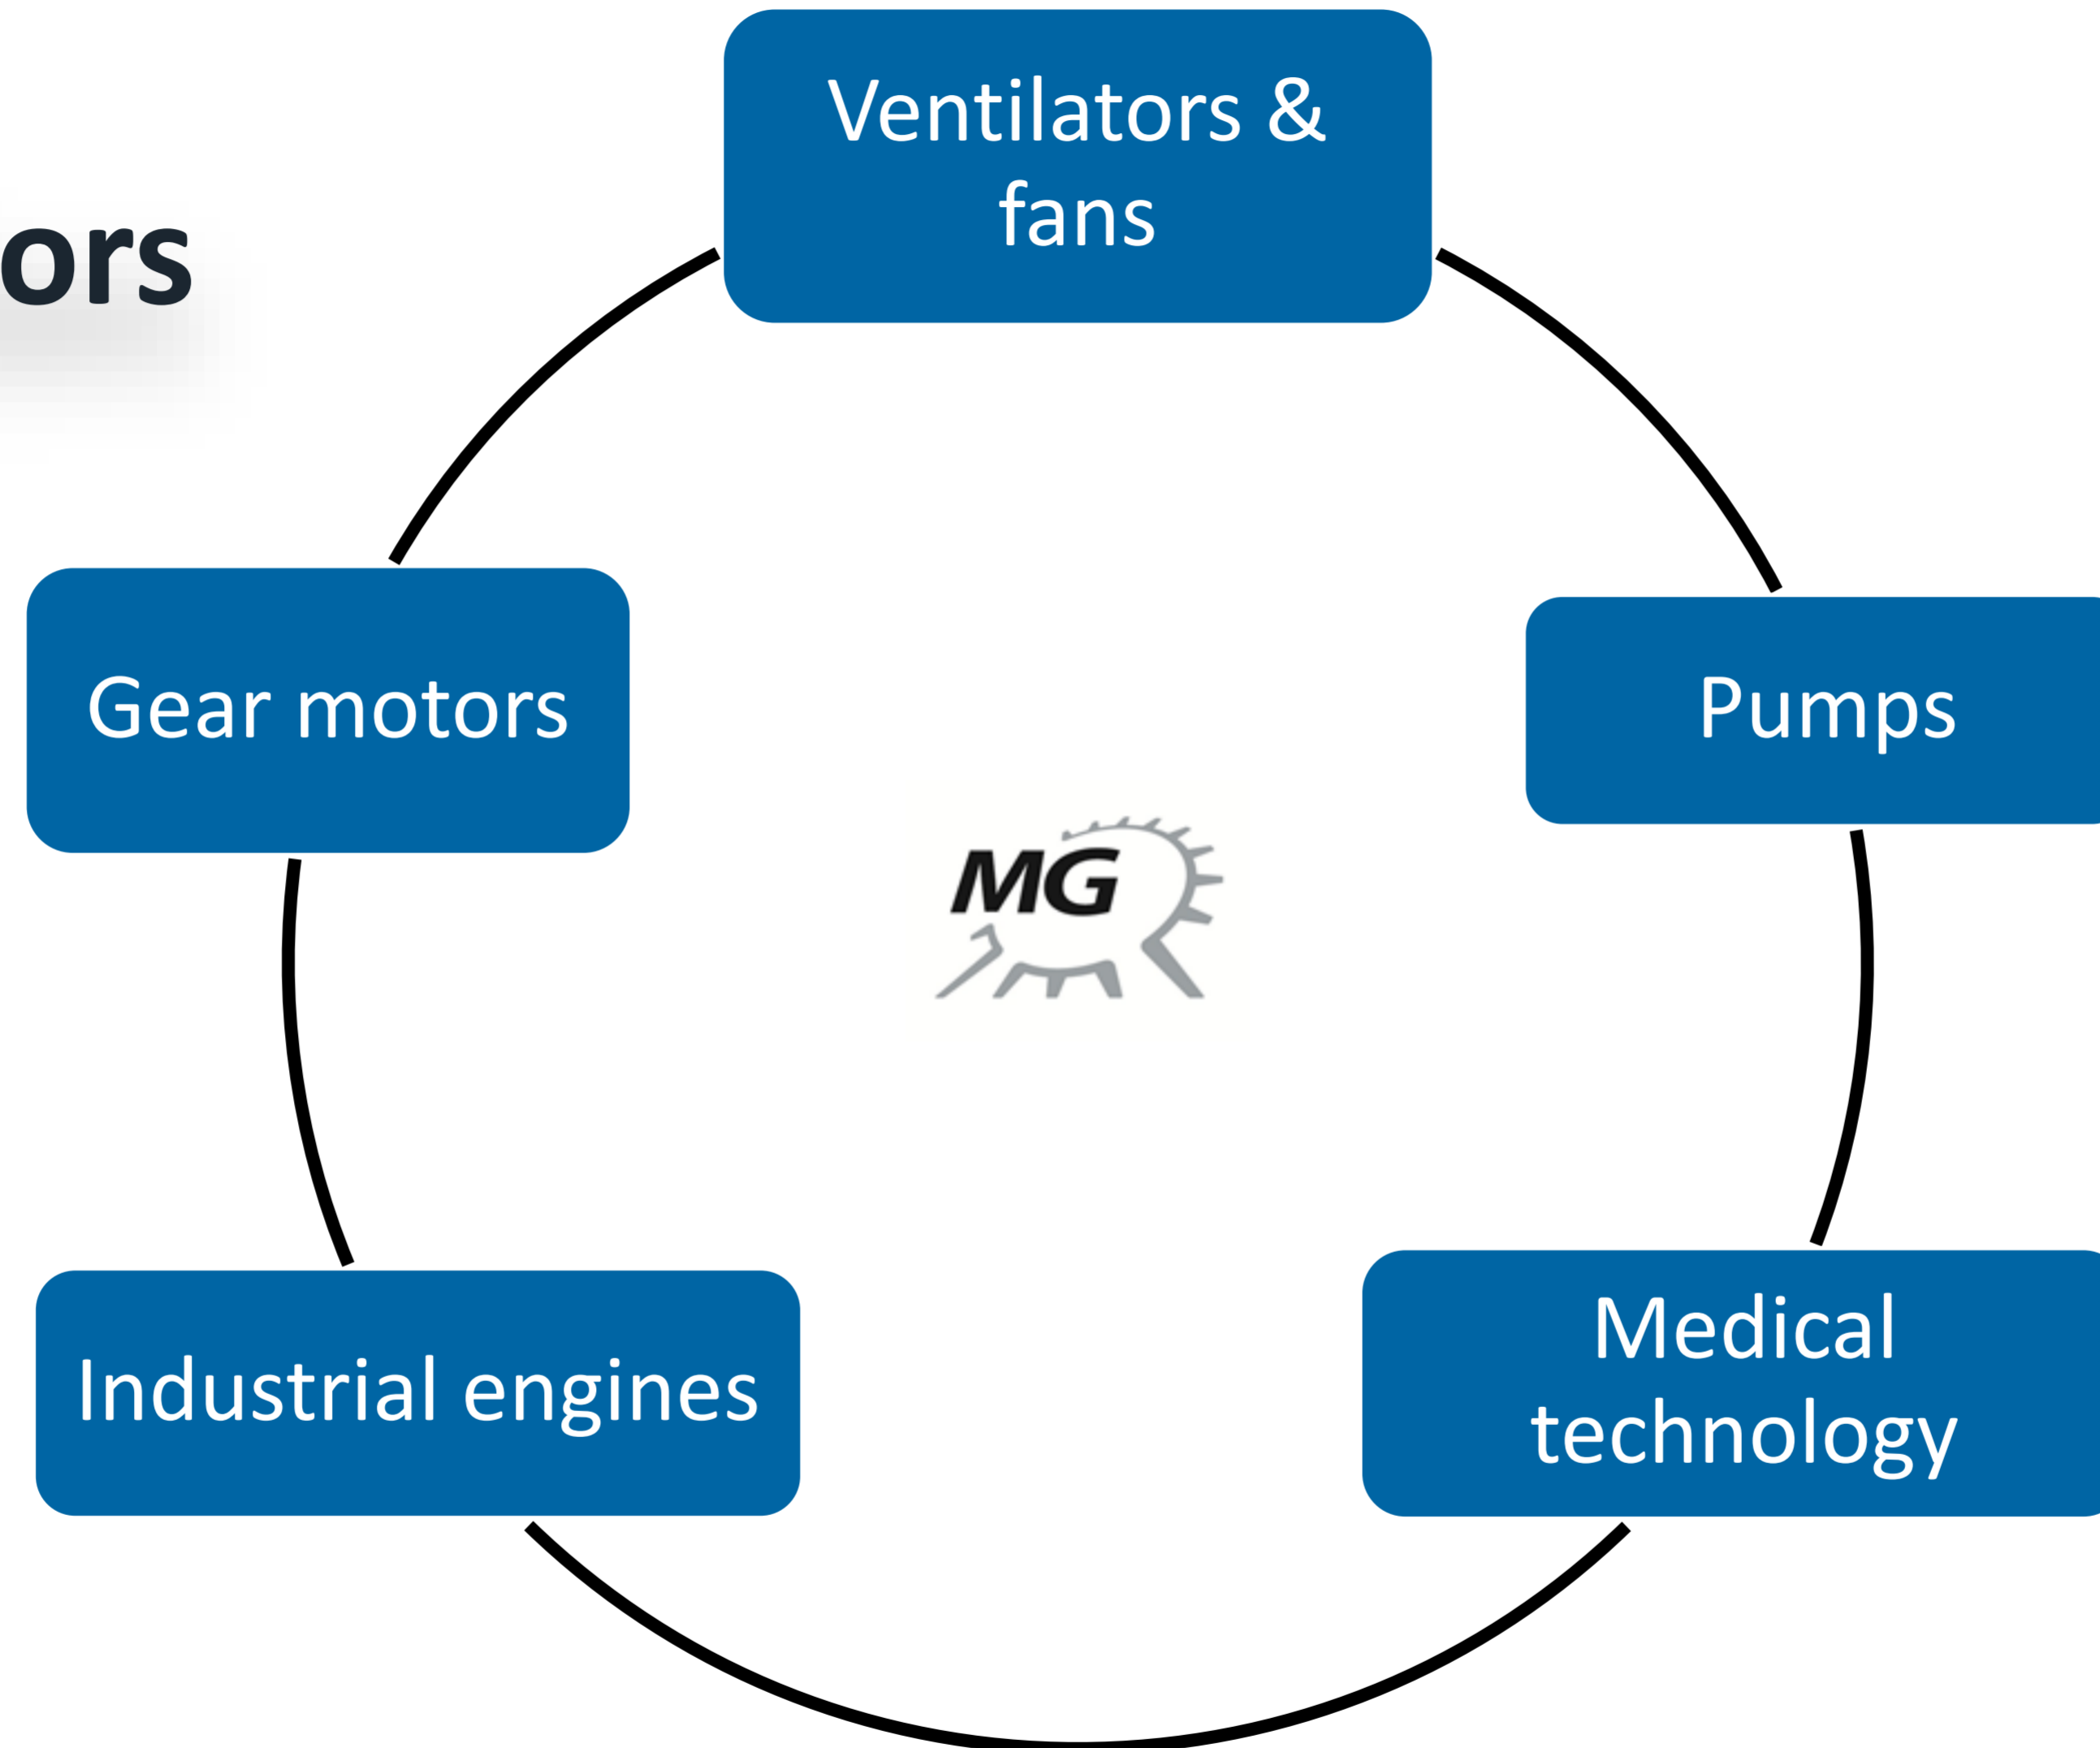 Ventilators &
fans
ors
Gear motors
Pumps
MG
Industrial engines
Medical
technology